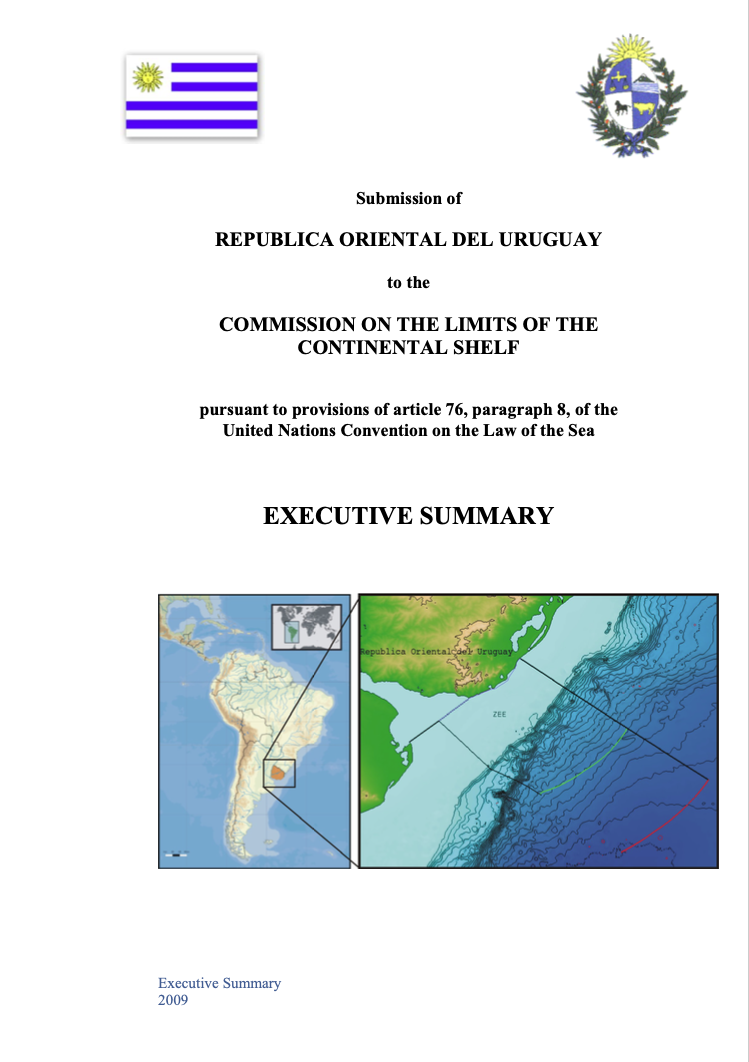 Submission of
REPUBLICA ORIENTAL DEL URUGUAY
to the
COMMISSION ON THE LIMITS OF THE
CONTINENTAL SHELF
pursuant to provisions of article 76, paragraph 8, of the
United Nations Convention on the Law of the Sea
EXECUTIVE SUMMARY
Republica Oriental del Uruguay
ZEE
Executive Summary
2009